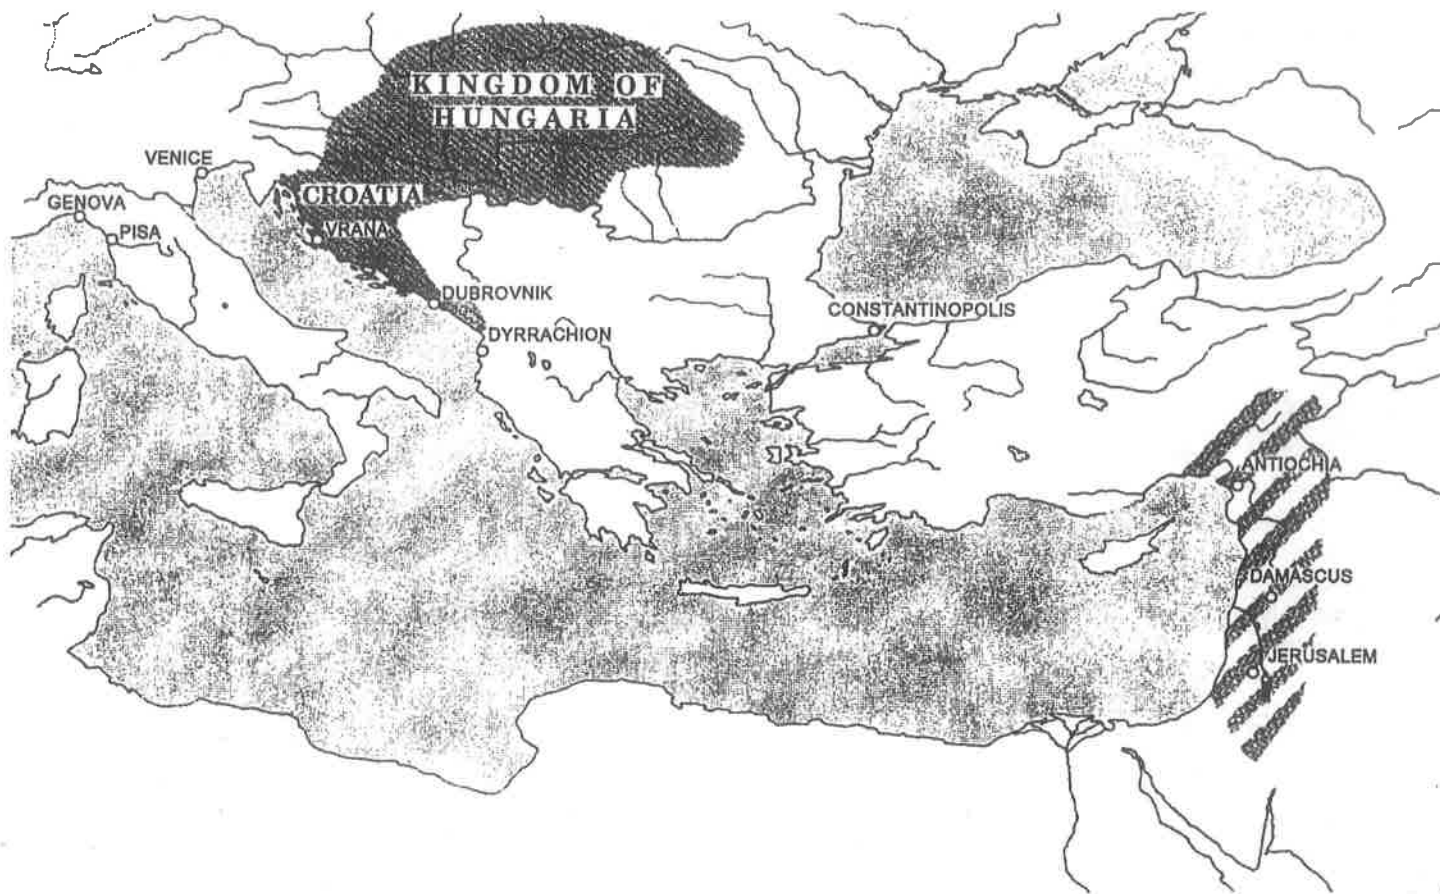 KINGDOM OF
HUNGARIA
VENICE
CROATIA
GENOVA
VRANA
PISA
DUBROVNIK
CONSTANTINOPOLIS
DYRRACHION
ANTIOCHIA
DAMASCUS
JERUSALEM